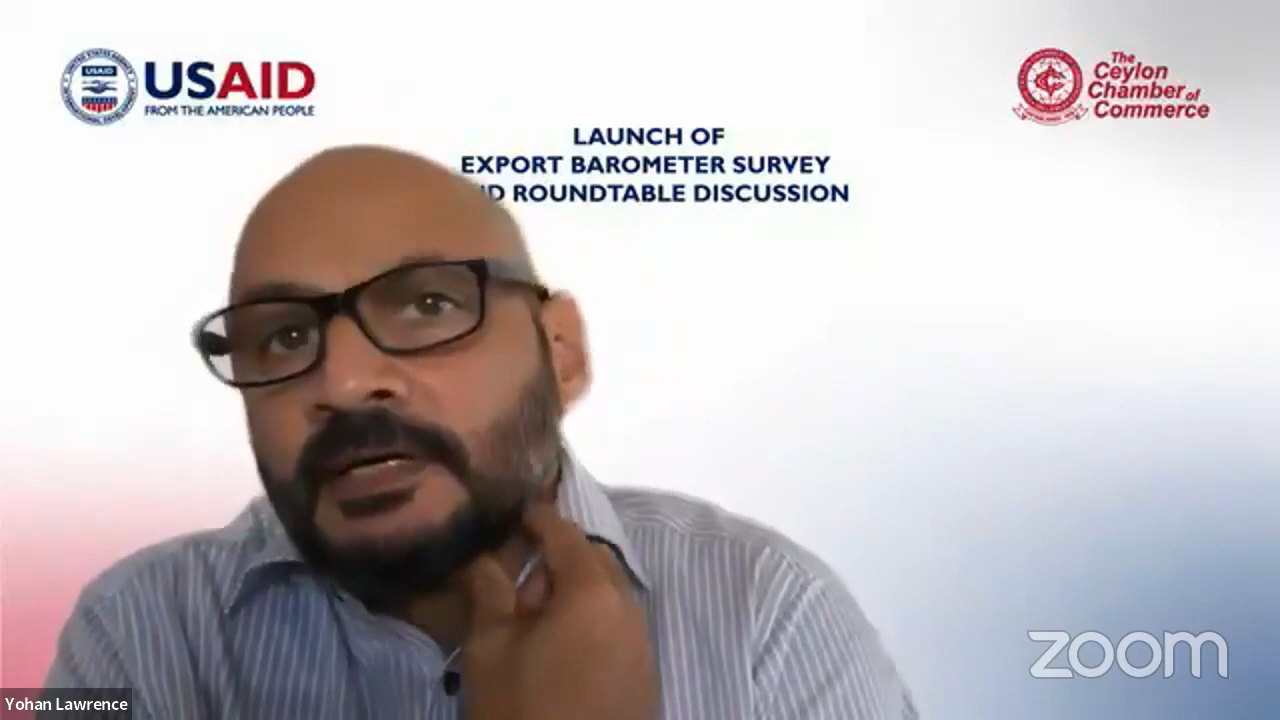 USAID
FROM THE AMERICAN PEOPLE
The
Ceylon
Chamber of
Commerce
LAUNCH OF
EXPORT BAROMETER SURVEY
ROUNDTABLE DISCUSSION
zoom
Yohan Lawrence